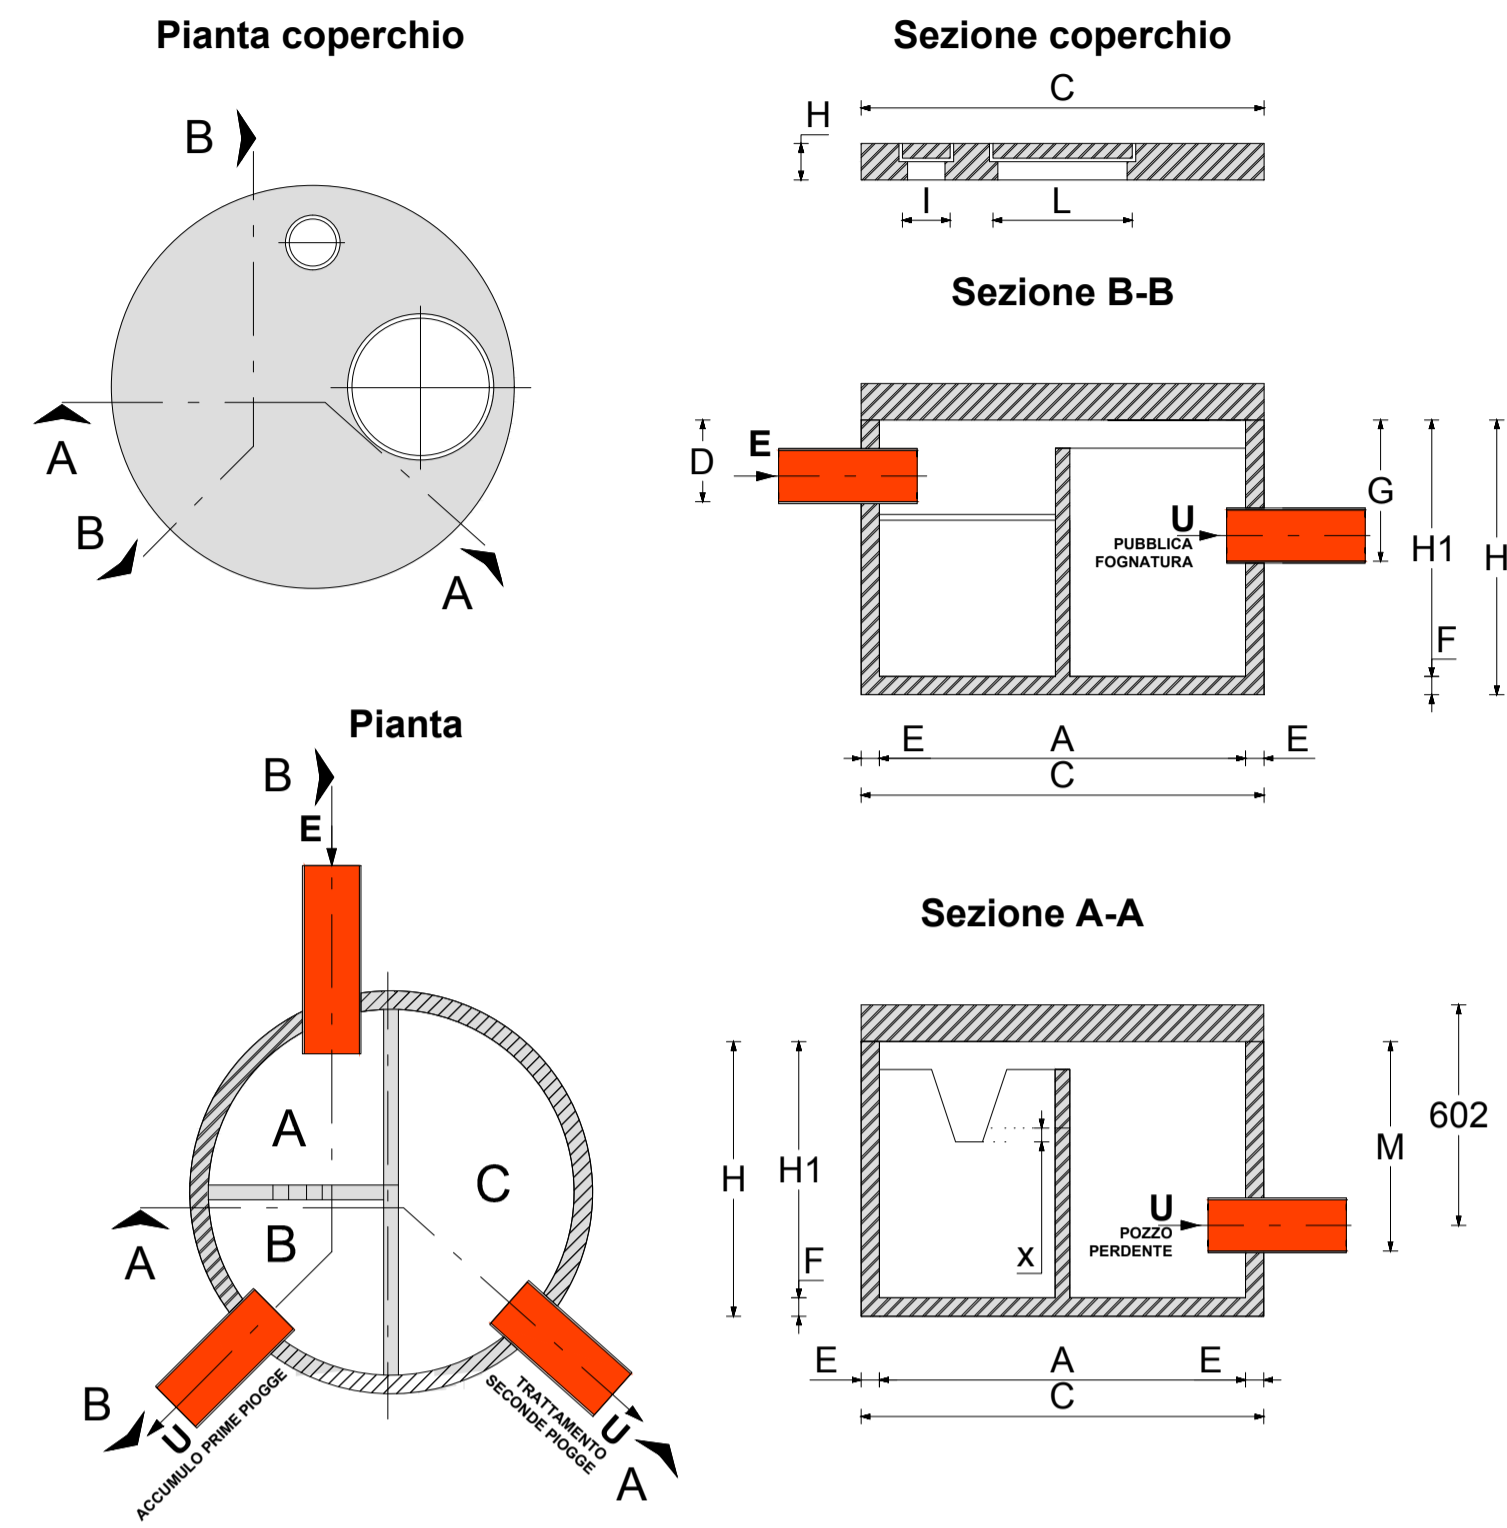 Pianta coperchio
B
A
B
A
Sezione coperchio
C
H
I
L
Sezione B-B
E
D
U
PUBBLICA
FOGNATURA
G
H1
H
F
E
A
E
C
Pianta
B
E
A
C
B
A
B
U
ACCUMULO PRIME PIOGGE
TRATTAMENTO
SECONDE PIOGGE
U
A
Sezione A-A
602
M
H
H1
U
POZZO
PERDENTE
X
F
E
A
E
C